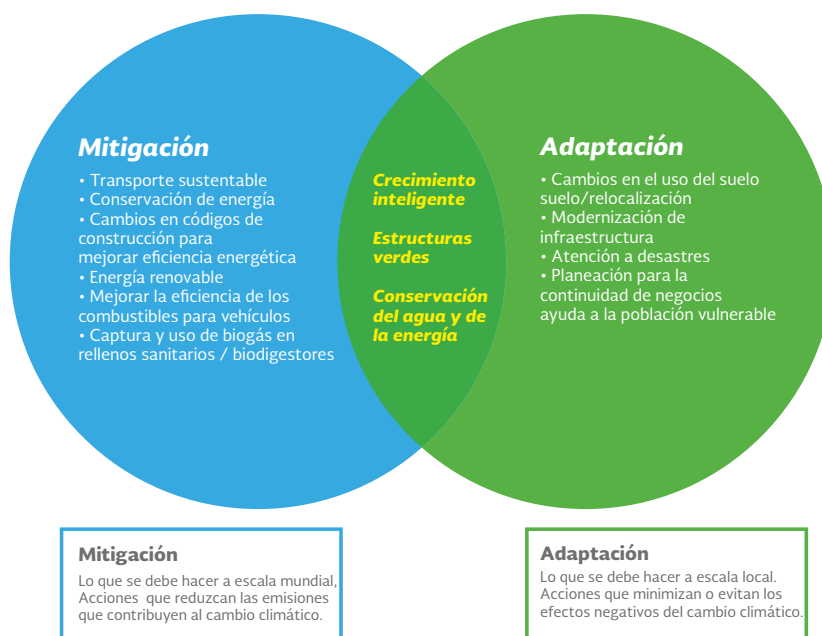 Mitigación
• Transporte sustentable
• Conservación de energía
• Cambios en códigos de
construcción para
mejorar eficiencia energética
• Energía renovable
• Mejorar la eficiencia de los
combustibles para vehículos
• Captura y uso de biogás en
rellenos sanitarios / biodigestores
Crecimiento
inteligente
Estructuras
verdes
Conservación
del agua y de
la energía
Adaptación
• Cambios en el uso del suelo
suelo/relocalización
• Modernización de
infraestructura
• Atención a desastres
• Planeación para la
continuidad de negocios
ayuda a la población vulnerable
Mitigación
Lo que se debe hacer a escala mundial,
Acciones que reduzcan las emisiones
que contribuyen al cambio climático.
Adaptación
Lo que se debe hacer a escala local.
Acciones que minimizan o evitan los
efectos negativos del cambio climático.